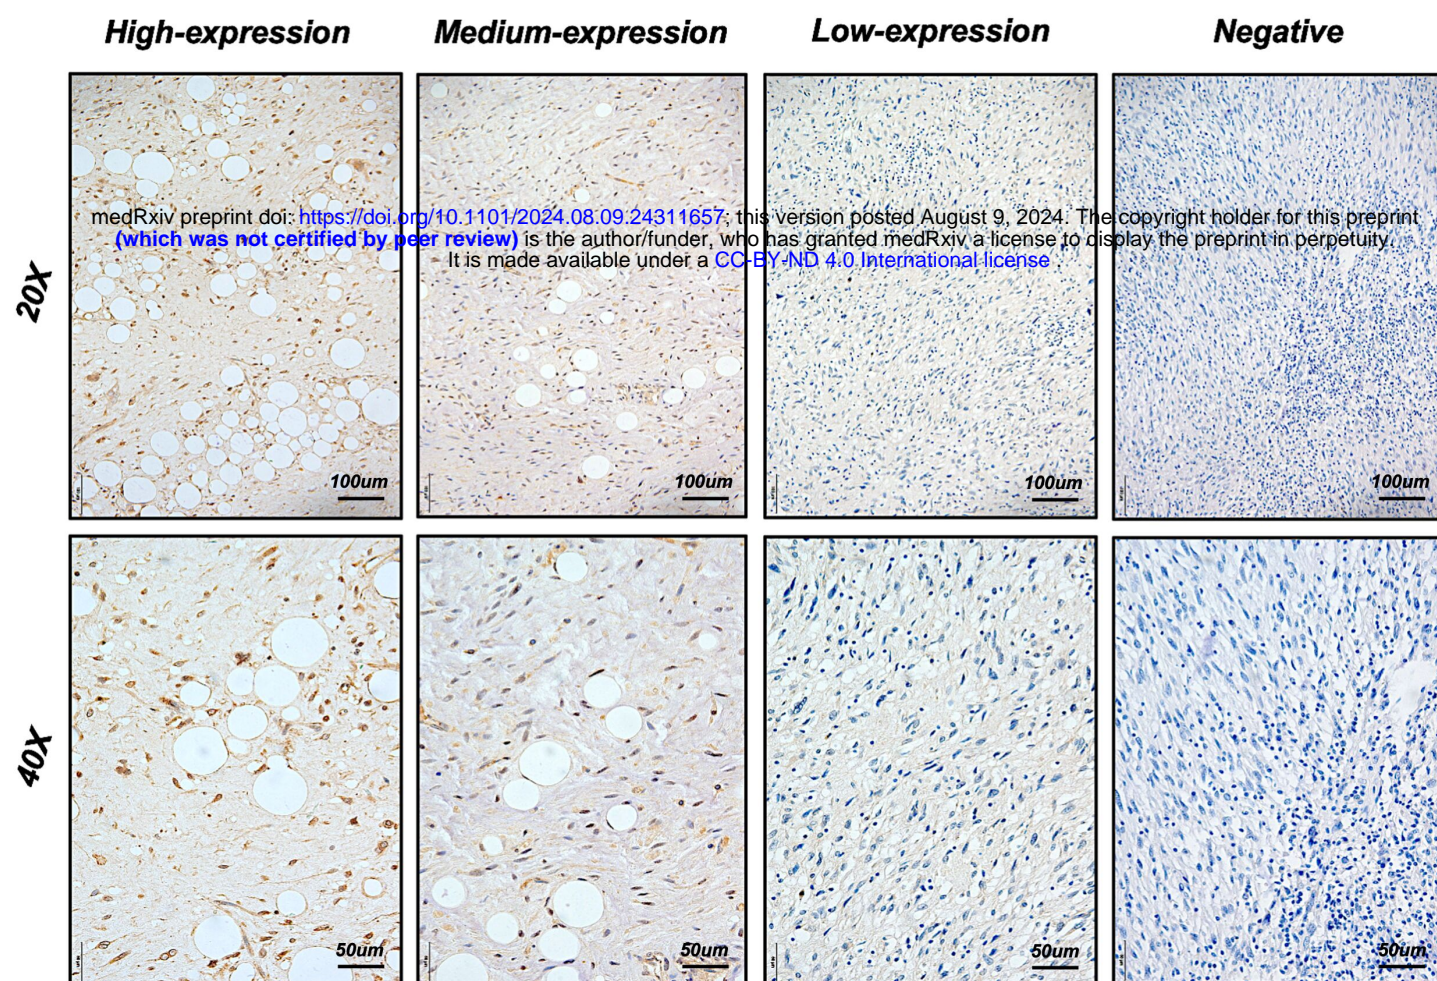 High-expression Medium-expression Low-expression Negative
medRxiv preprint doi: https://doi.org/10.1101/2024.08.09.24311657; this version posted August 9, 2024. The copyright holder for this preprint
(which was not certified by peer review) is the author/funder, who has granted medRxiv a license to display the preprint in perpetuity.
It is made available under a CC-BY-ND 4.0 International license
20X
100um 100um 100um 100um
40X
50um 50um 50um 50um